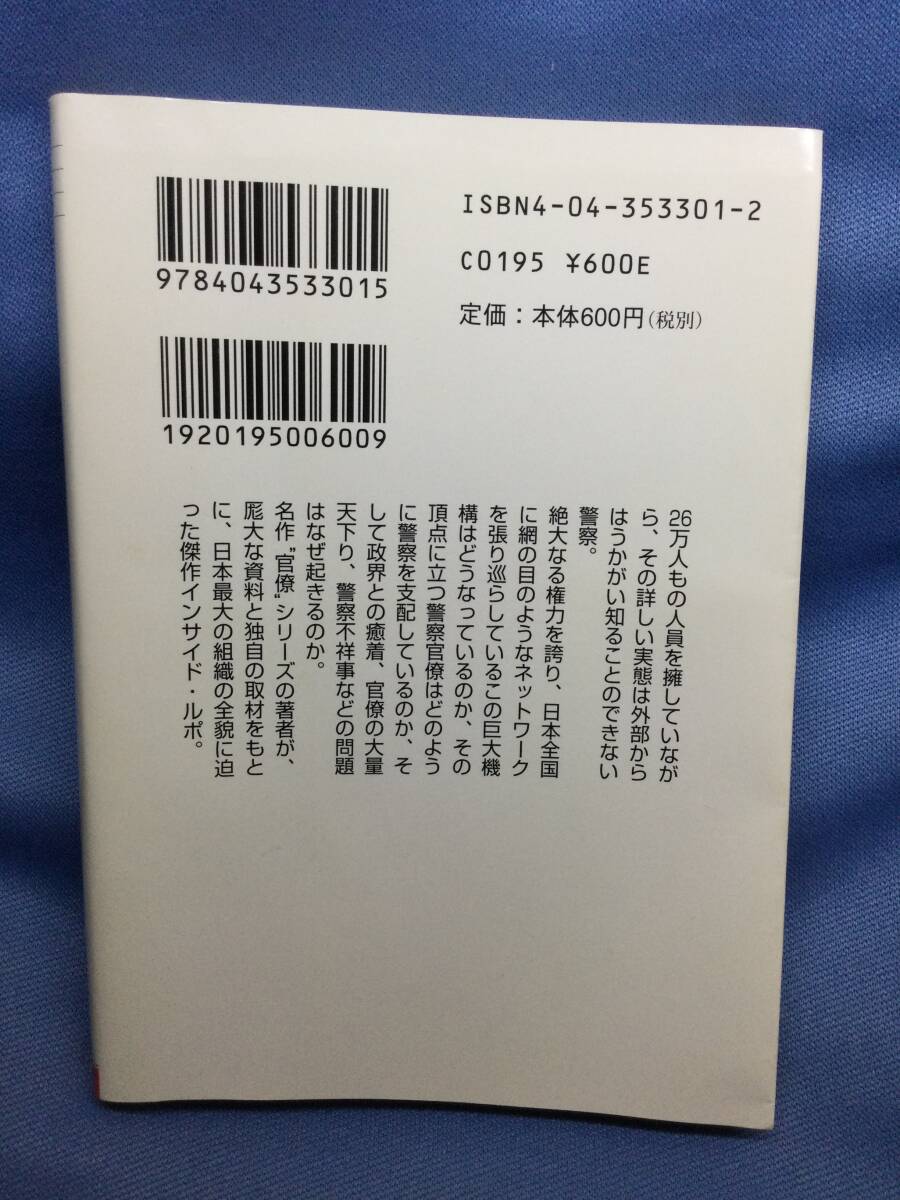 9784043533015
ISBN4-04-353301-2
C0195 ¥600E
定価：本体600円（税別）
1920195006009
26万人もの人員を擁していなが
ら、その詳しい実態は外部から
はうかがい知ることのできない
警察。
絶大なる権力を誇り、日本全国
に網の目のようなネットワーク
を張り巡らしているこの巨大機
構はどうなっているのか、その
頂点に立つ警察官僚はどのよう
に警察を支配しているのか、そ
して政界との癒着、官僚の大量
天下り、警察不祥事などの問題
はなぜ起きるのか。
名作〝官僚〟シリーズの著者が、
厖大な資料と独自の取材をもと
に、日本最大の組織の全貌に迫
った傑作インサイド・ルポ。